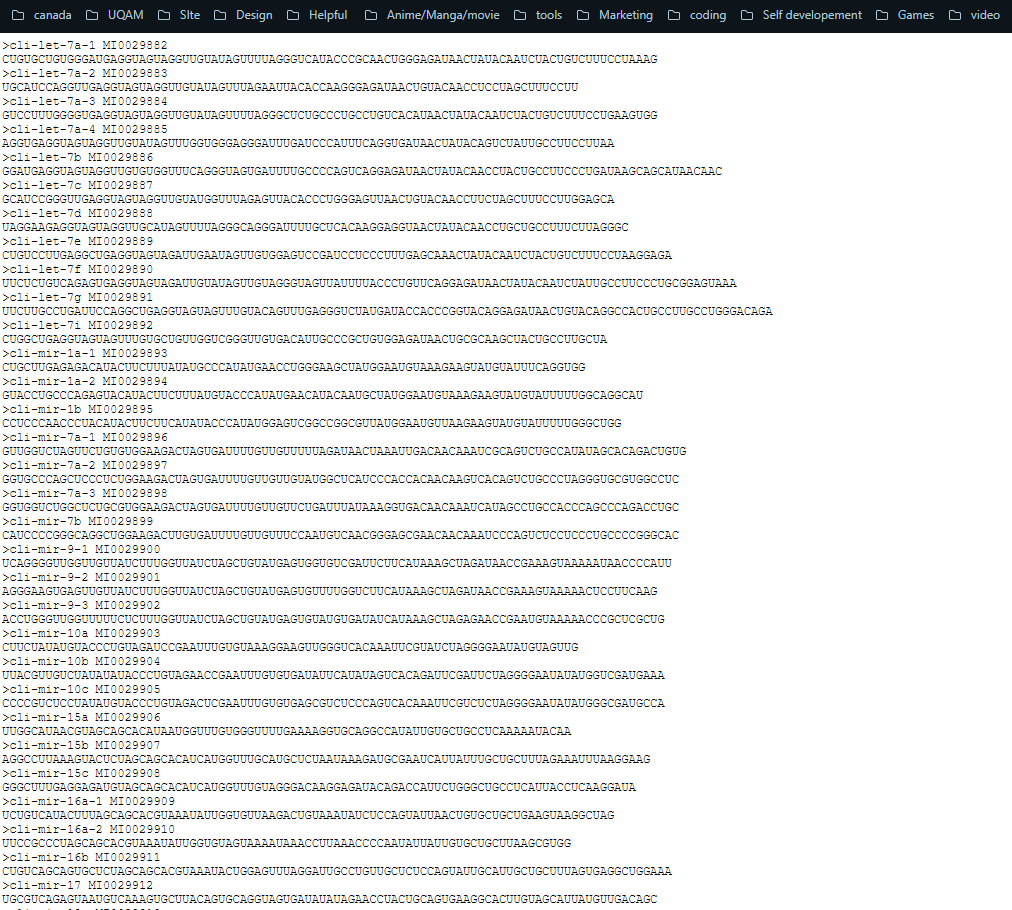 canada UQAM SIte Design Helpful Anime/Manga/movie tools Marketing coding Self developement Games video
>cli-let-7a-1 MI0029882
CUGUGCUGUGGGAUGAGGUAGUAGGUUGUAUAGUUUUAGGGUCAUACCCGCAACUGGGAGAUAACUAUACAAUCUACUGUCUUUCCUAAAG
>cli-let-7a-2 MI0029883
UGCAUCCAGGUUGAGGUAGUAGGUUGUAUAGUUUAGAAUUACACCAAGGGAGAUAACUGUACAACCUCCUAGCUUUCCUU
>cli-let-7a-3 MI0029884
GUCCUUUGGGGUGAGGUAGUAGGUUGUAUAGUUUUAGGGCUCUGCCCUGCCUGUCACAUAACUAUACAAUCUACUGUCUUUCCUGAAGUGG
>cli-let-7a-4 MI0029885
AGGUGAGGUAGUAGGUUGUAUAGUUUGGUGGGAGGGAUUUGAUCCCAUUUCAGGUGAUAACUAUACAGUCUAUUGCCUUCCUUAA
>cli-let-7b MI0029886
GGAUGAGGUAGUAGGUUGUGUGGUUUCAGGGUAGUGAUUUUGCCCCAGUCAGGAGAUAACUAUACAACCUACUGCCUUCCCUGAUAAGCAGCAUAACAAC
>cli-let-7c MI0029887
GCAUCCGGGUUGAGGUAGUAGGUUGUAUGGUUUAGAGUUACACCCUGGGAGUUAACUGUACAACCUUCUAGCUUUCCUUGGAGCA
>cli-let-7d MI0029888
UAGGAAGAGGUAGUAGGUUGCAUAGUUUUAGGGCAGGGAUUUUGCUCACAAGGAGGUAACUAUACAACCUGCUGCCUUUCUUAGGGC
>cli-let-7e MI0029889
CUGUCCUUGAGGCUGAGGUAGUAGAUUGAAUAGUUGUGGAGUCCGAUCCUCCCUUUGAGCAAACUAUACAAUCUACUGUCUUUCCUAAGGAGA
>cli-let-7f MI0029890
UUCUCUGUCAGAGUGAGGUAGUAGAUUGUAUAGUUGUAGGGUAGUUAUUUUACCCUGUUCAGGAGAUAACUAUACAAUCUAUUGCCUUCCCUGCGGAGUAAA
>cli-let-7g MI0029891
UUCUUGCCUGAUUCCAGGCUGAGGUAGUAGUUUGUACAGUUUGAGGGUCUAUGAUACCACCCGGUACAGGAGAUAACUGUACAGGCCACUGCCUUGCCUGGGACAGA
>cli-let-7i MI0029892
CUGGCUGAGGUAGUAGUUUGUGCUGUUGGUCGGGUUGUGACAUUGCCCGCUGUGGAGAUAACUGCGCAAGCUACUGCCUUGCUA
>cli-mir-1a-1 MI0029893
CUGCUUGAGAGACAUACUUCUUUAUAUGCCCAUAUGAACCUGGGAAGCUAUGGAAUGUAAAGAAGUAUGUAUUUCAGGUGG
>cli-mir-1a-2 MI0029894
GUACCUGCCCAGAGUACAUACUUCUUUAUGUACCCAUAUGAACAUACAAUGCUAUGGAAUGUAAAGAAGUAUGUAUUUUUGGCAGGCAU
>cli-mir-1b MI0029895
CCUCCCAACCCUACAUACUUCUUCAUAUACCCAUAUGGAGUCGGCCGGCGUUAUGGAAUGUUAAGAAGUAUGUAUUUUUGGGCUGG
>cli-mir-7a-1 MI0029896
GUUGGUCUAGUUCUGUGUGGAAGACUAGUGAUUUUGUUGUUUUUAGAUAACUAAAUUGACAACAAAUCGCAGUCUGCCAUAUAGCACAGACUGUG
>cli-mir-7a-2 MI0029897
GGUGCCCAGCUCCCUCUGGAAGACUAGUGAUUUUGUUGUUGUAUGGCUCAUCCCACCACAACAAGUCACAGUCUGCCCUAGGGUGCGUGGCCUC
>cli-mir-7a-3 MI0029898
GGUGGUCUGGCUCUGCGUGGAAGACUAGUGAUUUUGUUGUUCUGAUUUAUAAAGGUGACAACAAAUCAUAGCCUGCCACCCAGCCCAGACCUGC
>cli-mir-7b MI0029899
CAUCCCCGGGCAGGCUGGAAGACUUGUGAUUUUGUUGUUUCCAAUGUCAACGGGAGCGAACAACAAAUCCCAGUCUCCUCCCUGCCCCGGGCAC
>cli-mir-9-1 MI0029900
UCAGGGGUUGGUUGUUAUCUUUGGUUAUCUAGCUGUAUGAGUGGUGUCGAUUCUUCAUAAAGCUAGAUAACCGAAAGUAAAAAUAACCCCAUU
>cli-mir-9-2 MI0029901
AGGGAAGUGAGUUGUUAUCUUUGGUUAUCUAGCUGUAUGAGUGUUUUGGUCUUCAUAAAGCUAGAUAACCGAAAGUAAAAACUCCUUCAAG
>cli-mir-9-3 MI0029902
ACCUGGGUUGGUUUUUCUCUUUGGUUAUCUAGCUGUAUGAGUGUAUGUGAUAUCAUAAAGCUAGAGAACCGAAUGUAAAAACCCGCUCGCUG
>cli-mir-10a MI0029903
CUUCUAUAUGUACCCUGUAGAUCCGAAUUUGUGUAAAGGAAGUUGGGUCACAAAUUCGUAUCUAGGGGAAUAUGUAGUUG
>cli-mir-10b MI0029904
UUACGUUGUCUAUAUAUACCCUGUAGAACCGAAUUUGUGUGAUAUUCAUAUAGUCACAGAUUCGAUUCUAGGGGAAUAUAUGGUCGAUGAAA
>cli-mir-10c MI0029905
CCCCGUCUCCUAUAUGUACCCUGUAGACUCGAAUUUGUGUGAGCGUCUCCCAGUCACAAAUUCGUCUCUAGGGGAAUAUAUGGGCGAUGCCA
>cli-mir-15a MI0029906
UUGGCAUAACGUAGCAGCACAUAAUGGUUUGUGGGUUUUGAAAAGGUGCAGGCCAUAUUGUGCUGCCUCAAAAAUACAA
>cli-mir-15b MI0029907
AGGCCUUAAAGUACUCUAGCAGCACAUCAUGGUUUGCAUGCUCUAAUAAAGAUGCGAAUCAUUAUUUGCUGCUUUAGAAAUUUAAGGAAG
>cli-mir-15c MI0029908
GGGCUUUGAGGAGAUGUAGCAGCACAUCAUGGUUUGUAGGGACAAGGAGAUACAGACCAUUCUGGGCUGCCUCAUUACCUCAAGGAUA
>cli-mir-16a-1 MI0029909
UCUGUCAUACUUUAGCAGCACGUAAAUAUUGGUGUUAAGACUGUAAAUAUCUCCAGUAUUAACUGUGCUGCUGAAGUAAGGCUAG
>cli-mir-16a-2 MI0029910
UUCCGCCCUAGCAGCACGUAAAUAUUGGUGUAGUAAAAUAAACCUUAAACCCCAAUAUUAUUGUGCUGCUUAAGCGUGG
>cli-mir-16b MI0029911
CUGUCAGCAGUGCUCUAGCAGCACGUAAAUACUGGAGUUUAGGAUUGCCUGUUGCUCUCCAGUAUUGCAUUGCUGCUUUAGUGAGGCUGGAAA
>cli-mir-17 MI0029912
UGCGUCAGAGUAAUGUCAAAGUGCUUACAGUGCAGGUAGUGAUAUAUAGAACCUACUGCAGUGAAGGCACUUGUAGCAUUAUGUUGACAGC